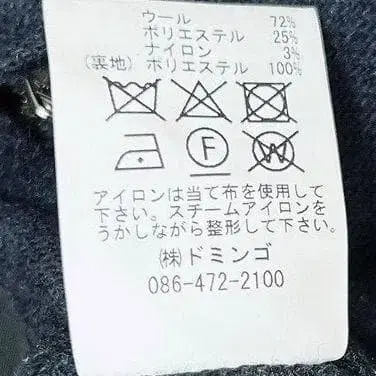 ウール 72%
ポリエステル 25%
ナイロン 3%
(裏地)ポリエステル 100%
F
W
アイロンは当て布を使用して
下さい。スチームアイロンを
うかしながら整形して下さい。
㈱ドミンゴ
086-472-2100